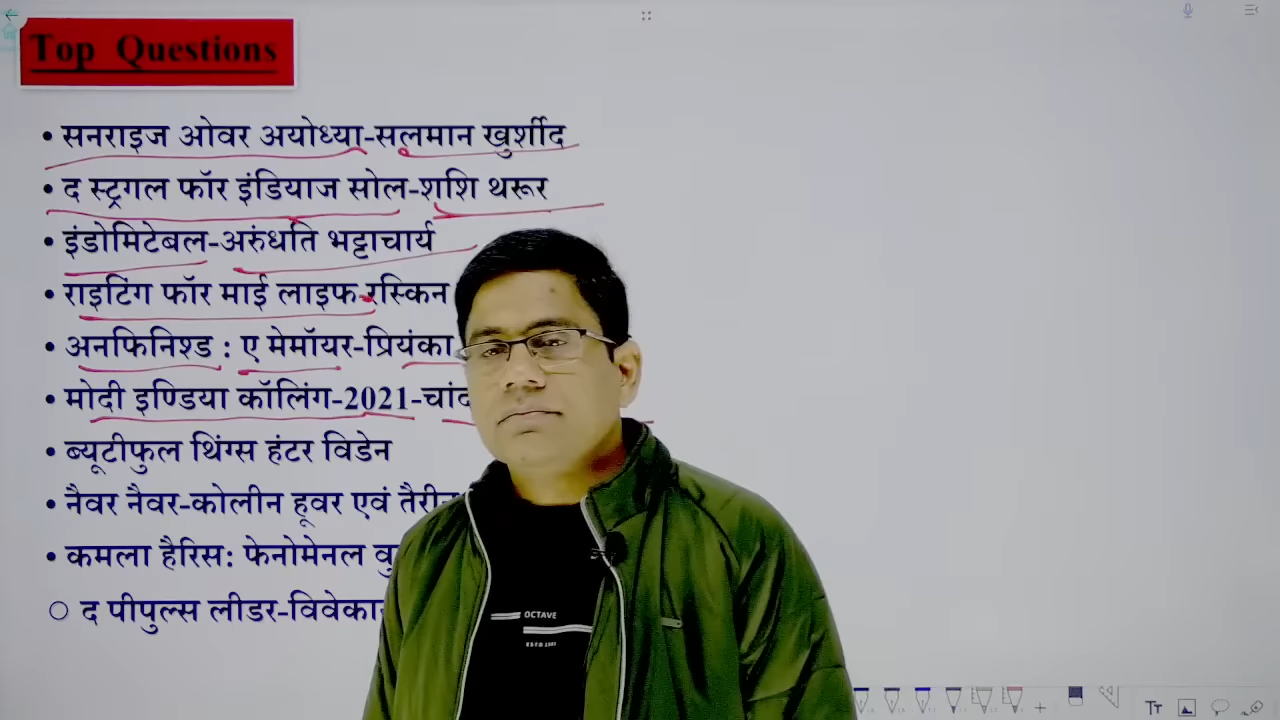 Top Questions
• सनराइज ओवर अयोध्या-सलमान खुर्शीद
• द स्ट्रगल फॉर इंडियाज सोल-शशि थरूर
• इंडोमिटेबल-अरुंधति भट्टाचार्य
• राइटिंग फॉर माई लाइफ-रस्किन
• अनफिनिश्ड : ए मेमॉयर-प्रियंका
• मोदी इण्डिया कॉलिंग-2021-
• ब्यूटीफुल थिंग्स हंटर विडेन
• नैवर नैवर-कोलीन हूवर एवं
• कमला हैरिस: फेनोमेनल
○ द पीपुल्स लीडर-
OCTAVE
Tт